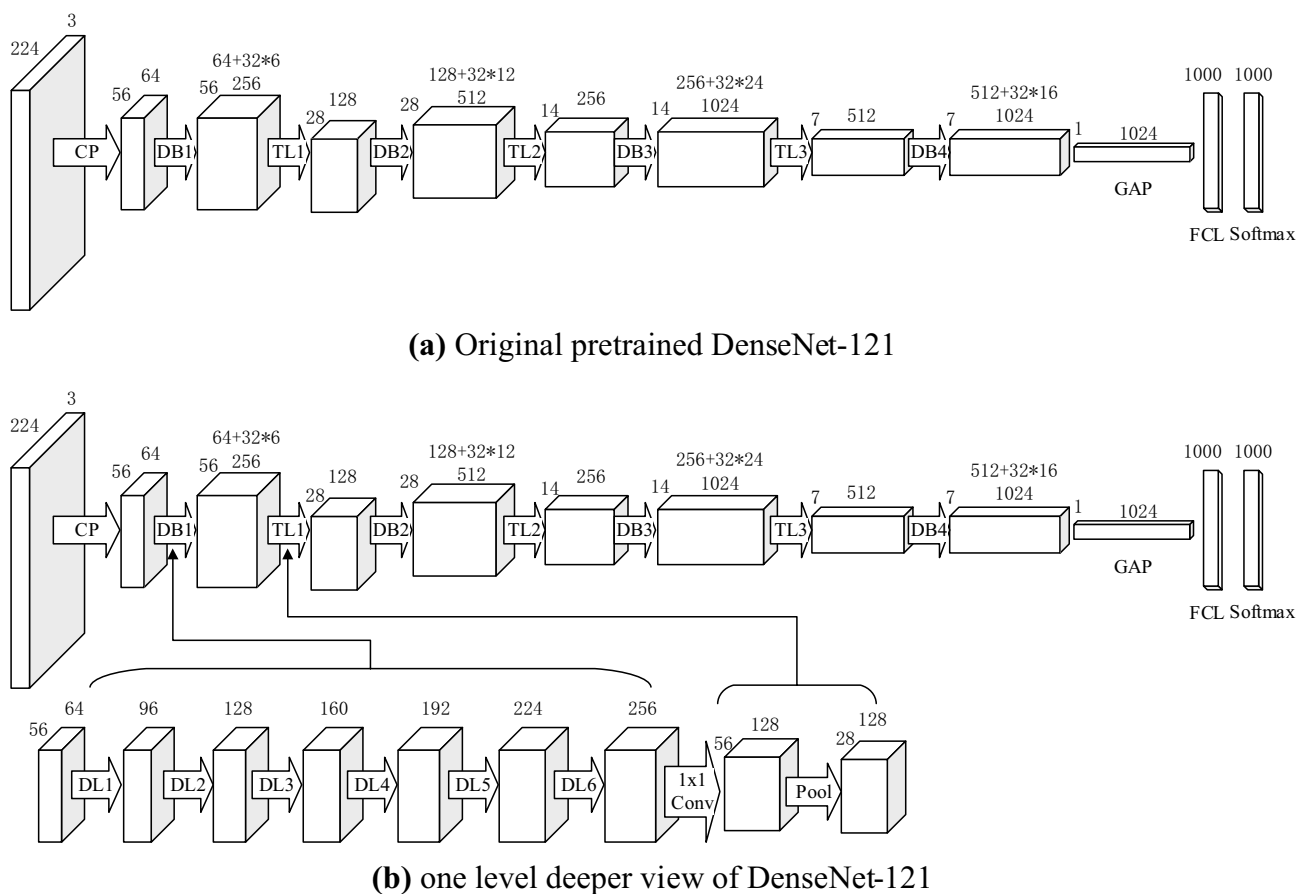 3
224
64+32*6
64
56
56 256
128
28
128+32*12
28 512
256
14
256+32*24
14 1024
512
7
512+32*16
7 1024
1
1024
1000 1000
CP
DB1
TL1
DB2
TL2
DB3
TL3
DB4
GAP
FCL Softmax
(a) Original pretrained DenseNet-121
3
224
64+32*6
64
56
56 256
128
28
128+32*12
28 512
256
14
256+32*24
14 1024
512
7
512+32*16
7 1024
1
1024
1000 1000
CP
DB1
TL1
DB2
TL2
DB3
TL3
DB4
GAP
FCL Softmax
64
56
96
128
160
192
224
256
128
56
128
28
DL1
DL2
DL3
DL4
DL5
DL6
1x1
Conv
Pool
(b) one level deeper view of DenseNet-121